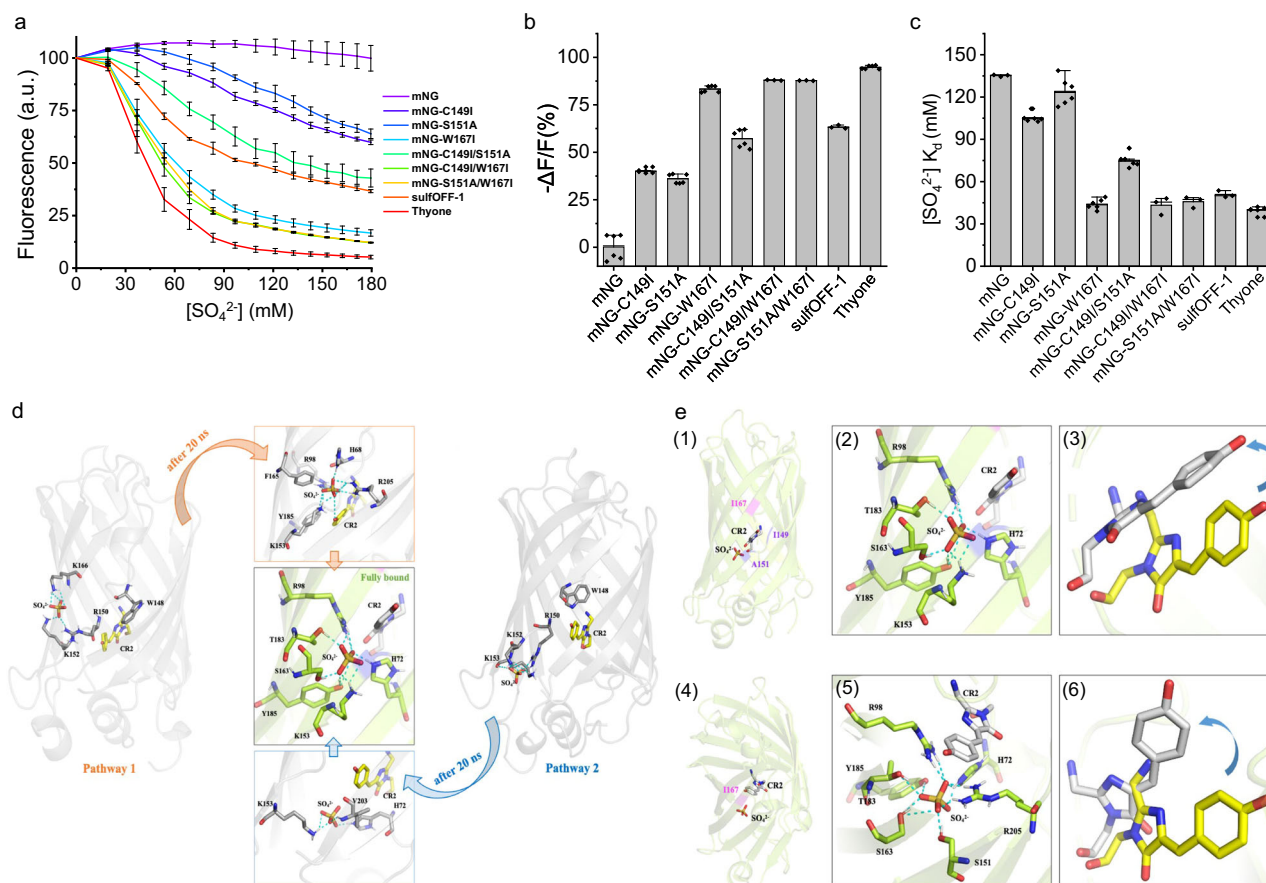 a
Fluorescence (a.u.)
100
75
50
25
0
0 30 60 90 120 150 180
[SO₄²⁻] (mM)
mNG
mNG-C149I
mNG-S151A
mNG-W167I
mNG-C149I/S151A
mNG-C149I/W167I
mNG-S151A/W167I
sulfOFF-1
Thyone
b
-ΔF/F(%)
100
75
50
25
0
mNG
mNG-C149I
mNG-S151A
mNG-W167I
mNG-C149I/S151A
mNG-C149I/W167I
mNG-S151A/W167I
sulfOFF-1
Thyone
c
[SO₄²⁻] Kd (mM)
135
90
45
0
mNG
mNG-C149I
mNG-S151A
mNG-W167I
mNG-C149I/S151A
mNG-C149I/W167I
mNG-S151A/W167I
sulfOFF-1
Thyone
d
K166
SO₄²⁻
R150
W148
K152
CR2
Pathway 1
after 20 ns
H68
R98
F165
SO₄²⁻
R205
Y185
CR2
K153
Fully bound
R98
CR2
T183
SO₄²⁻
S163
H72
Y185
K153
CR2
SO₄²⁻
K153
V203
H72
after 20 ns
W148
R150
K152
CR2
K153
Pathway 2
e
(1)
I167
CR2
I149
SO₄²⁻
A151
(2)
R98
CR2
T183
SO₄²⁻
H72
S163
Y185
K153
(3)
(4)
CR2
I167
SO₄²⁻
(5)
CR2
R98
H72
Y185
T183
SO₄²⁻
R205
S163
S151
(6)